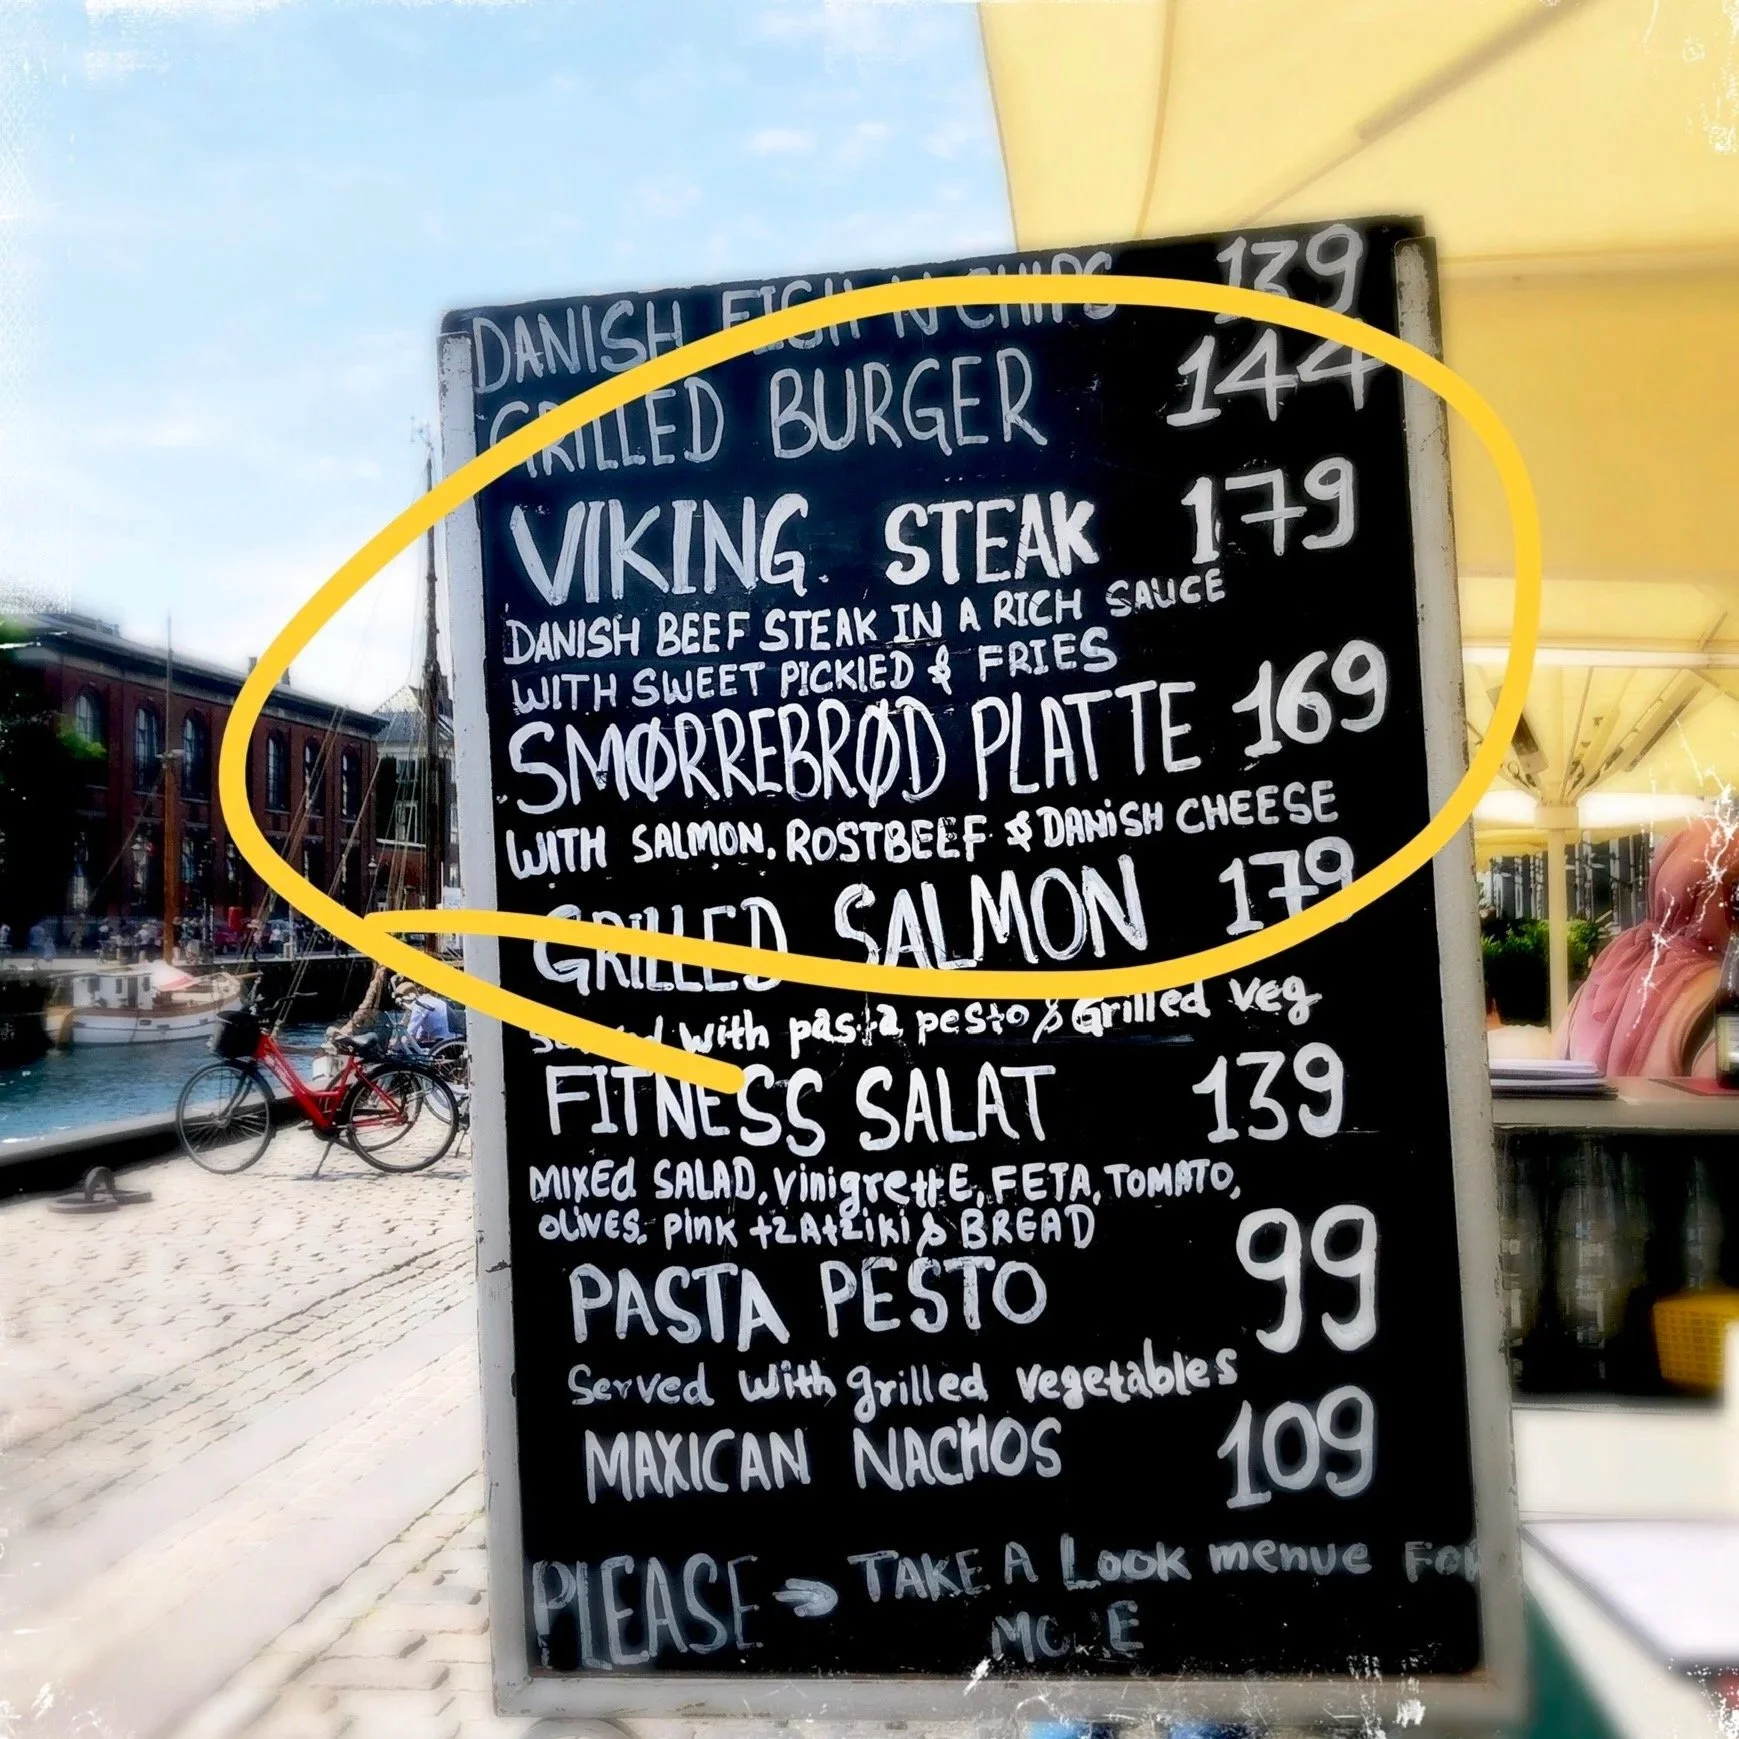 DANISH FISH N CHIPS 139
GRILLED BURGER 144
VIKING STEAK 179
DANISH BEEF STEAK IN A RICH SAUCE
WITH SWEET PICKLED & FRIES
SMØRREBRØD PLATTE 169
WITH SALMON. ROSTBEEF & DANISH CHEESE
GRILLED SALMON 179
Served with pasta, pesto & Grilled veg
FITNESS SALAT 139
MIXEd SALAD, vinigrettE, FETA, TOMATO,
OLIVES. Pink tzAtziki & BREAD
PASTA PESTO 99
Served with grilled vegetables
MAXICAN NACHOS 109
PLEASE → TAKE A Look menue FOR
MORE